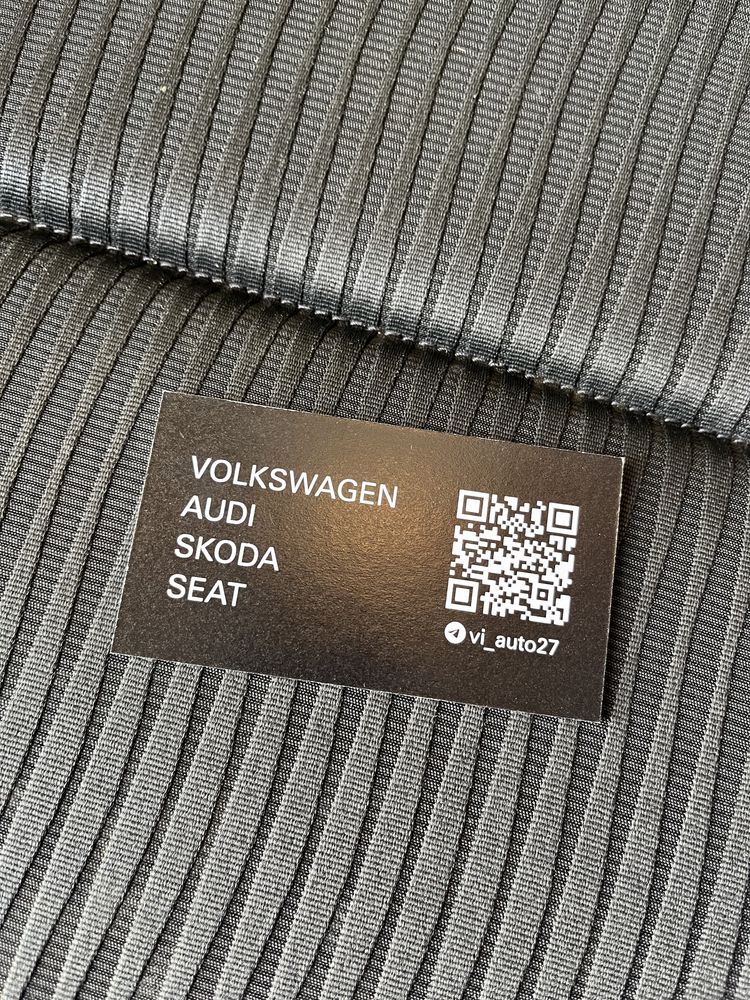 VOLKSWAGEN
AUDI
SKODA
SEAT
vi_auto27